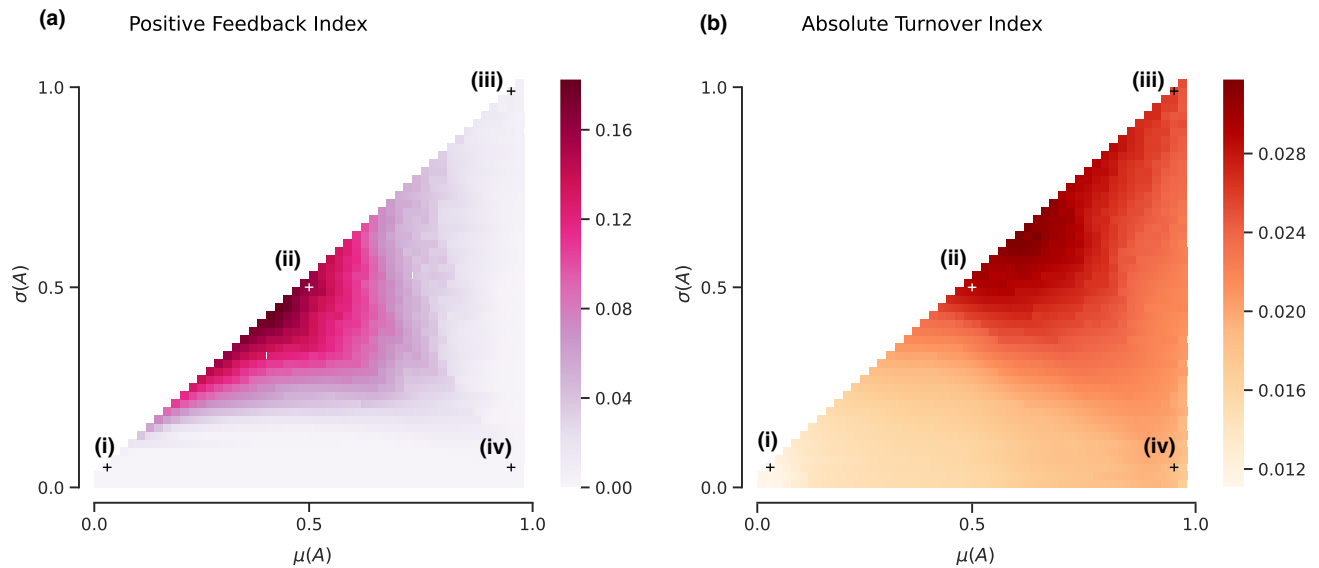 (a)
Positive Feedback Index
(iii)
(ii)
(i)
(iv)
1.0
0.5
0.0
σ(A)
0.0
0.5
1.0
μ(A)
0.16
0.12
0.08
0.04
0.00
(b)
Absolute Turnover Index
(iii)
(ii)
(i)
(iv)
1.0
0.5
0.0
σ(A)
0.0
0.5
1.0
μ(A)
0.028
0.024
0.020
0.016
0.012